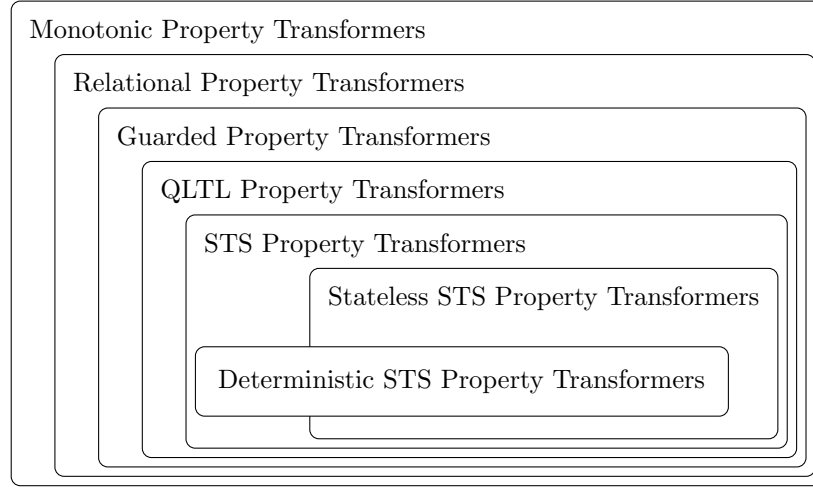 Monotonic Property Transformers
Relational Property Transformers
Guarded Property Transformers
QLTL Property Transformers
STS Property Transformers
Stateless STS Property Transformers
Deterministic STS Property Transformers